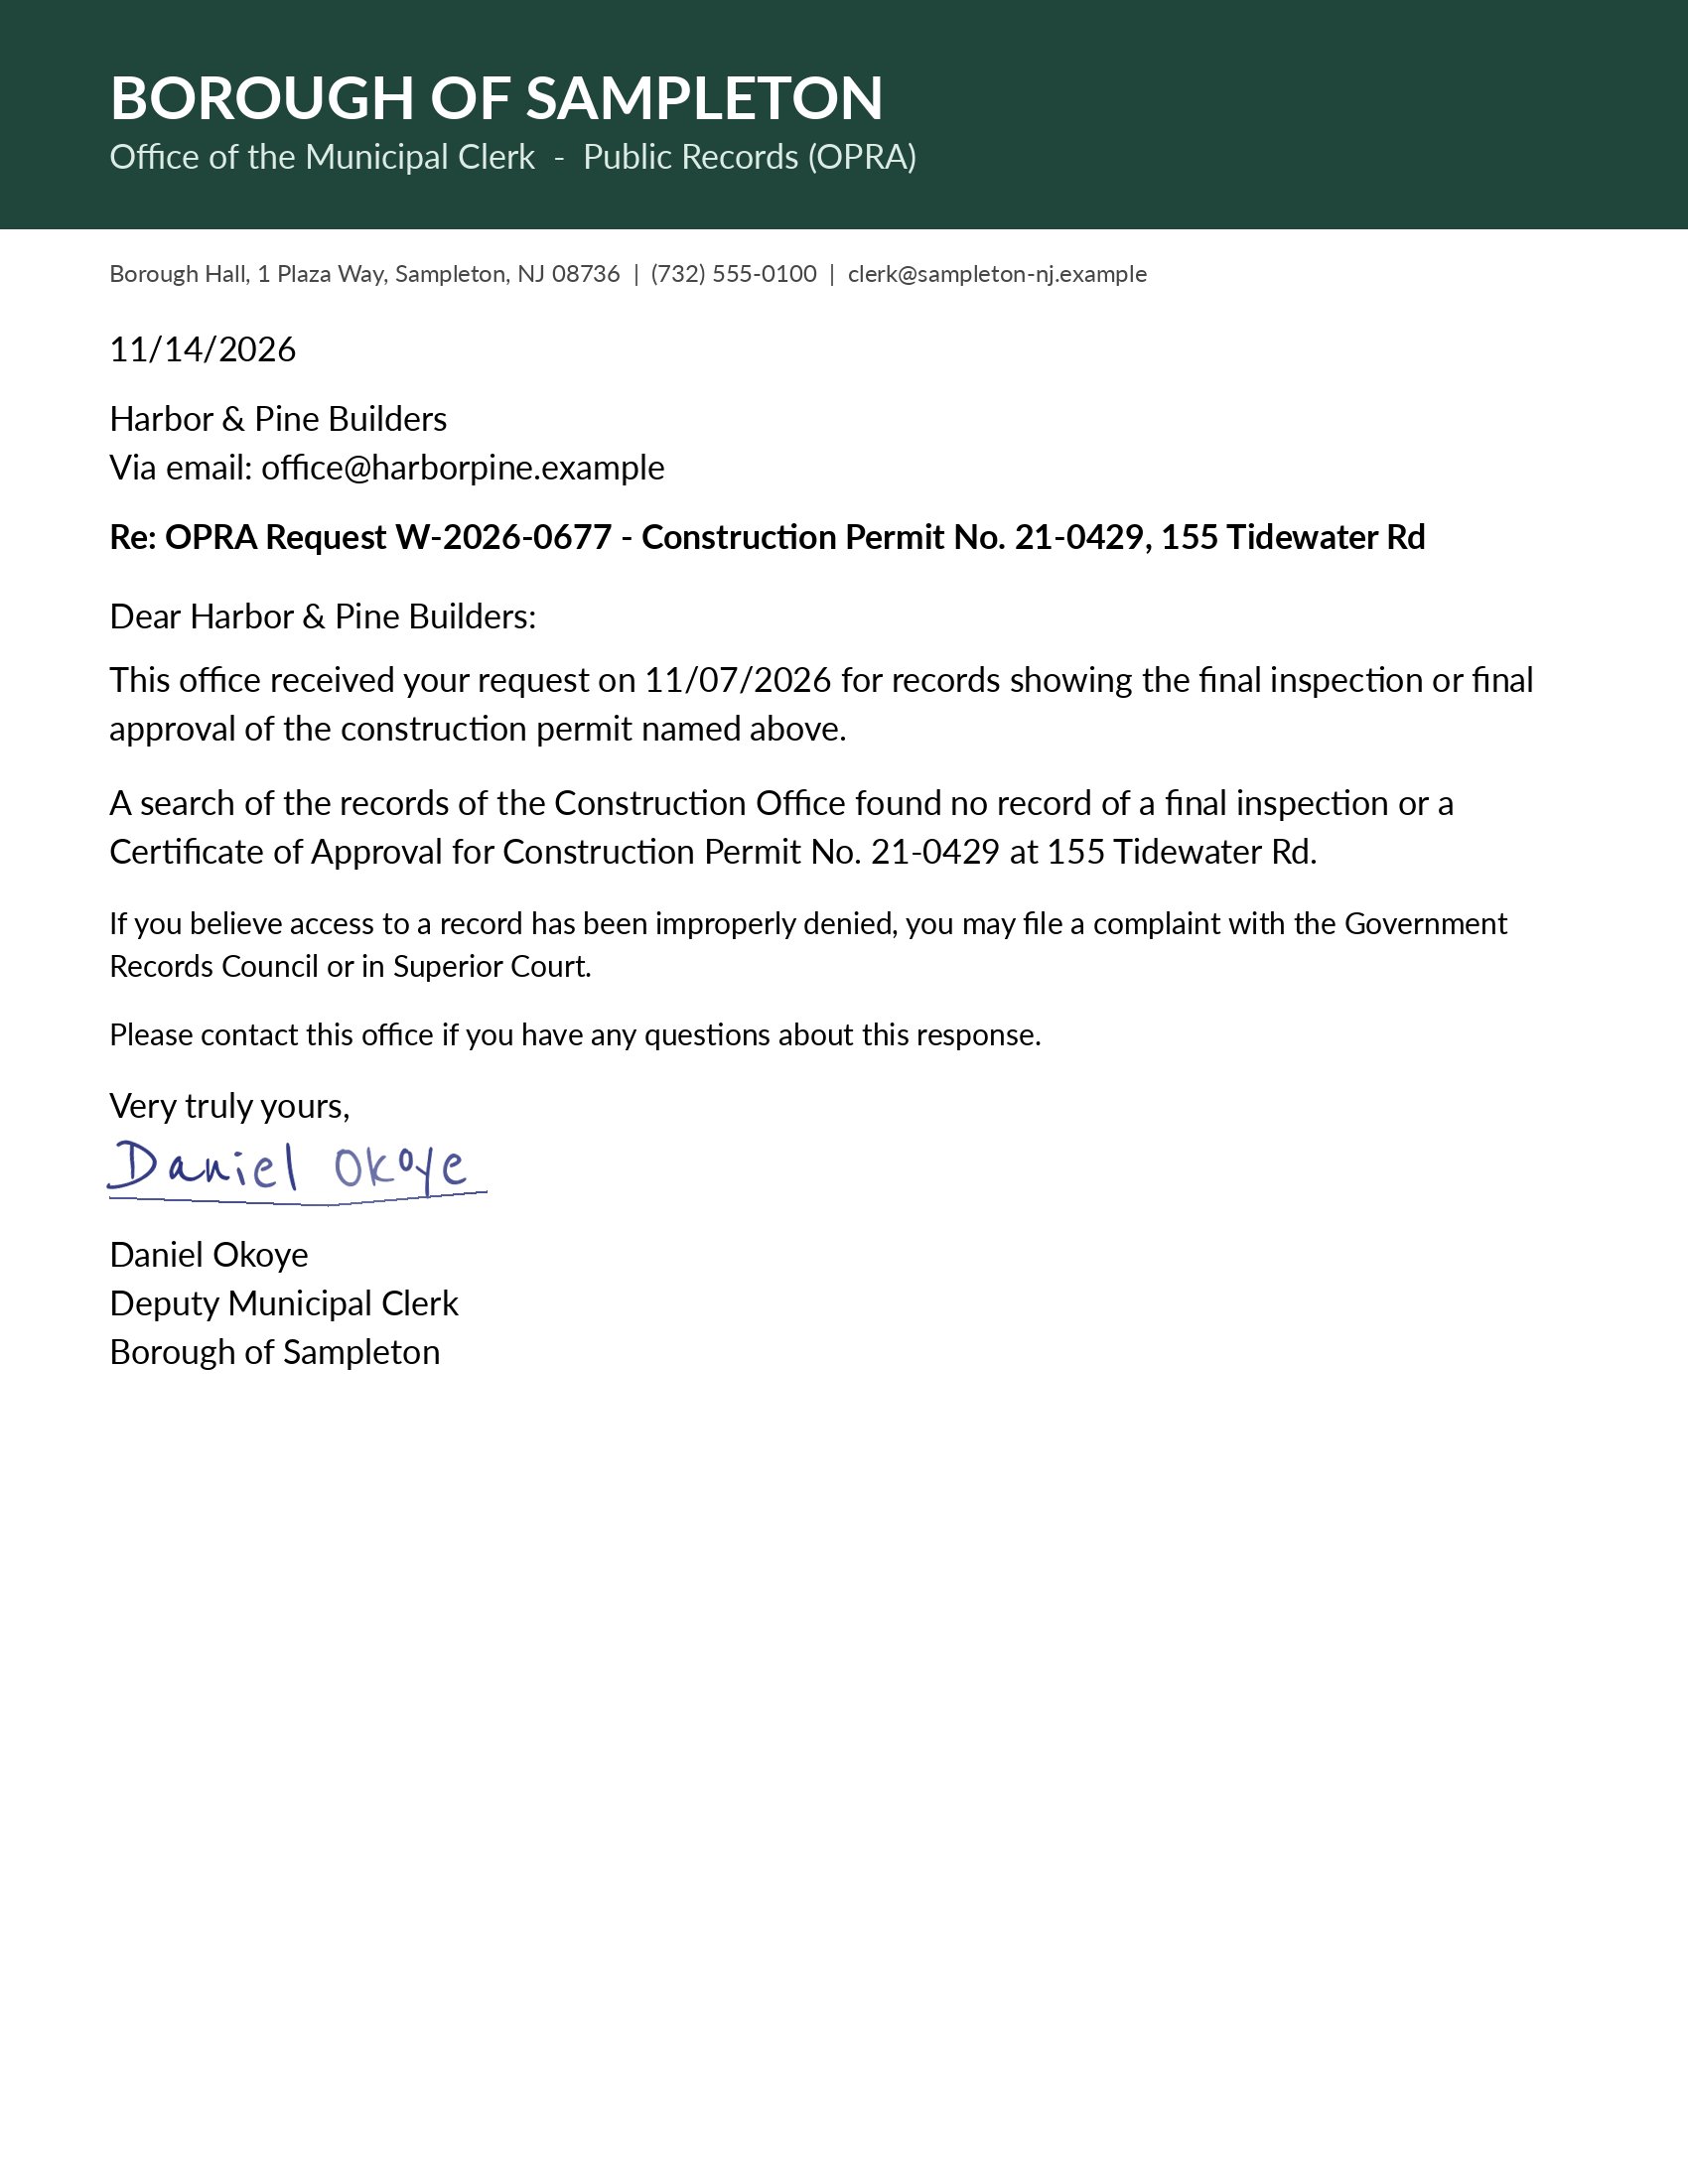 BOROUGH OF SAMPLETON
Office of the Municipal Clerk - Public Records (OPRA)
Borough Hall, 1 Plaza Way, Sampleton, NJ 08736 | (732) 555-0100 | clerk@sampleton-nj.example
11/14/2026
Harbor & Pine Builders
Via email: office@harborpine.example
Re: OPRA Request W-2026-0677 - Construction Permit No. 21-0429, 155 Tidewater Rd
Dear Harbor & Pine Builders:
This office received your request on 11/07/2026 for records showing the final inspection or final
approval of the construction permit named above.
A search of the records of the Construction Office found no record of a final inspection or a
Certificate of Approval for Construction Permit No. 21-0429 at 155 Tidewater Rd.
If you believe access to a record has been improperly denied, you may file a complaint with the Government
Records Council or in Superior Court.
Please contact this office if you have any questions about this response.
Very truly yours,
Daniel Okoye
Daniel Okoye
Deputy Municipal Clerk
Borough of Sampleton